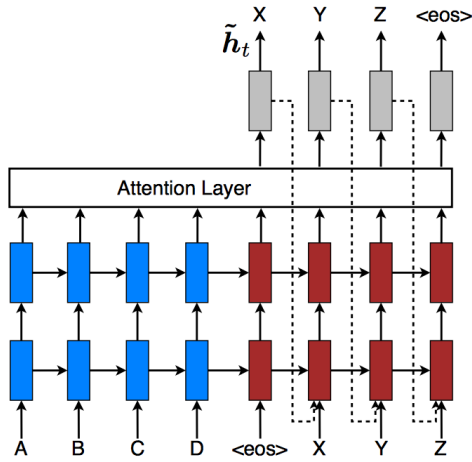 X Y Z <eos>
h̃ₜ
Attention Layer
A B C D <eos> X Y Z